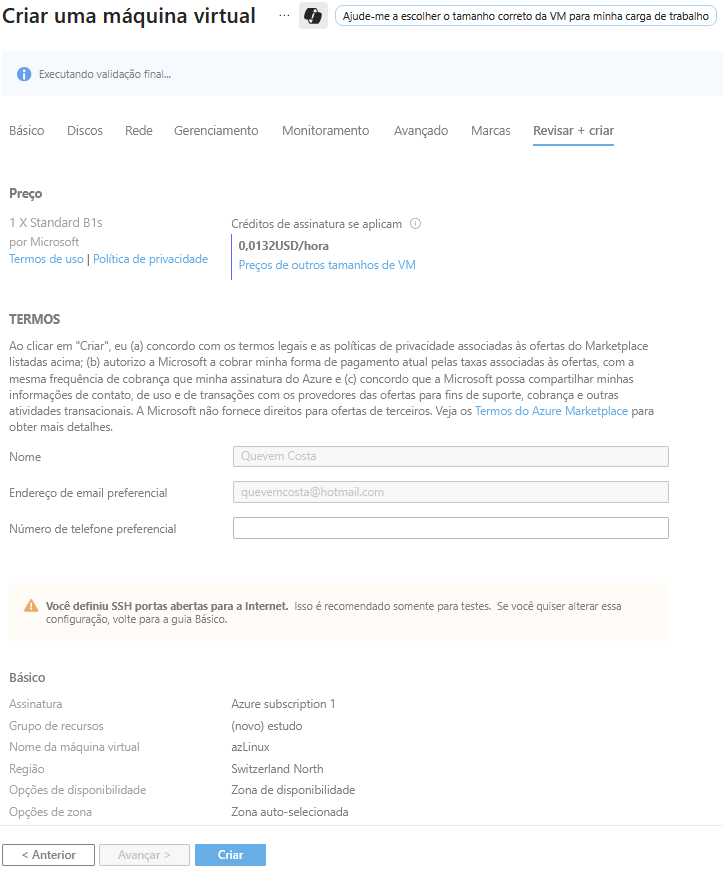 Criar uma máquina virtual
...
Ajude-me a escolher o tamanho correto da VM para minha carga de trabalho
Executando validação final...
Básico Discos Rede Gerenciamento Monitoramento Avançado Marcas Revisar + criar
Preço
1 X Standard B1s
por Microsoft
Termos de uso | Política de privacidade
Créditos de assinatura se aplicam
0,0132USD/hora
Preços de outros tamanhos de VM
TERMOS
Ao clicar em "Criar", eu (a) concordo com os termos legais e as políticas de privacidade associadas às ofertas do Marketplace
listadas acima; (b) autorizo a Microsoft a cobrar minha forma de pagamento atual pelas taxas associadas às ofertas, com a
mesma frequência de cobrança que minha assinatura do Azure e (c) concordo que a Microsoft possa compartilhar minhas
informações de contato, de uso e de transações com os provedores das ofertas para fins de suporte, cobrança e outras
atividades transacionais. A Microsoft não fornece direitos para ofertas de terceiros. Veja os Termos do Azure Marketplace para
obter mais detalhes.
Nome Quevem Costa
Endereço de email preferencial quevemcosta@hotmail.com
Número de telefone preferencial
Você definiu SSH portas abertas para a Internet. Isso é recomendado somente para testes. Se você quiser alterar essa
configuração, volte para a guia Básico.
Básico
Assinatura Azure subscription 1
Grupo de recursos (novo) estudo
Nome da máquina virtual azLinux
Região Switzerland North
Opções de disponibilidade Zona de disponibilidade
Opções de zona Zona auto-selecionada
< Anterior Avançar > Criar